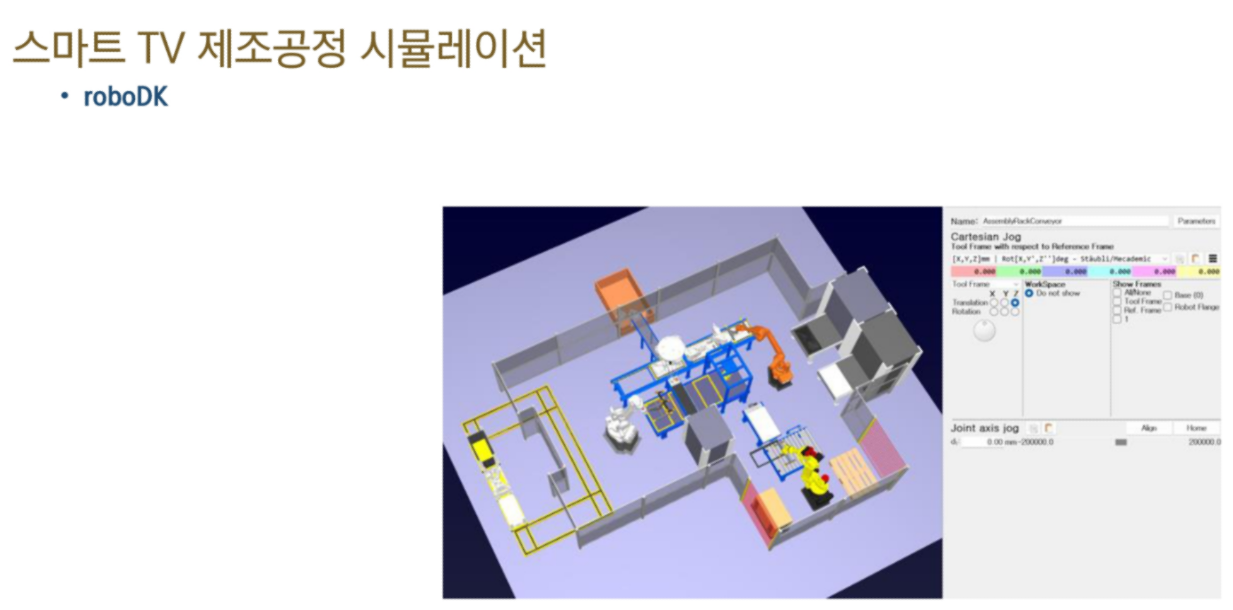 스마트 TV 제조공정 시뮬레이션
• roboDK
Name: AssemblyRackConveyor Parameters
Cartesian Jog
Tool Frame with respect to Reference Frame
[X,Y,Z]mm | Rot[X,Y',Z'']deg - Stäubli/Mecademic
0.000 0.000 0.000 0.000 0.000 0.000
Tool Frame WorkSpace Show Frames
X Y Z Do not show All/None Base (0)
Translation Tool Frame Robot Flange
Rotation Ref. Frame
1
Joint axis jog Align Home
0.00 mm -200000.0 200000.0